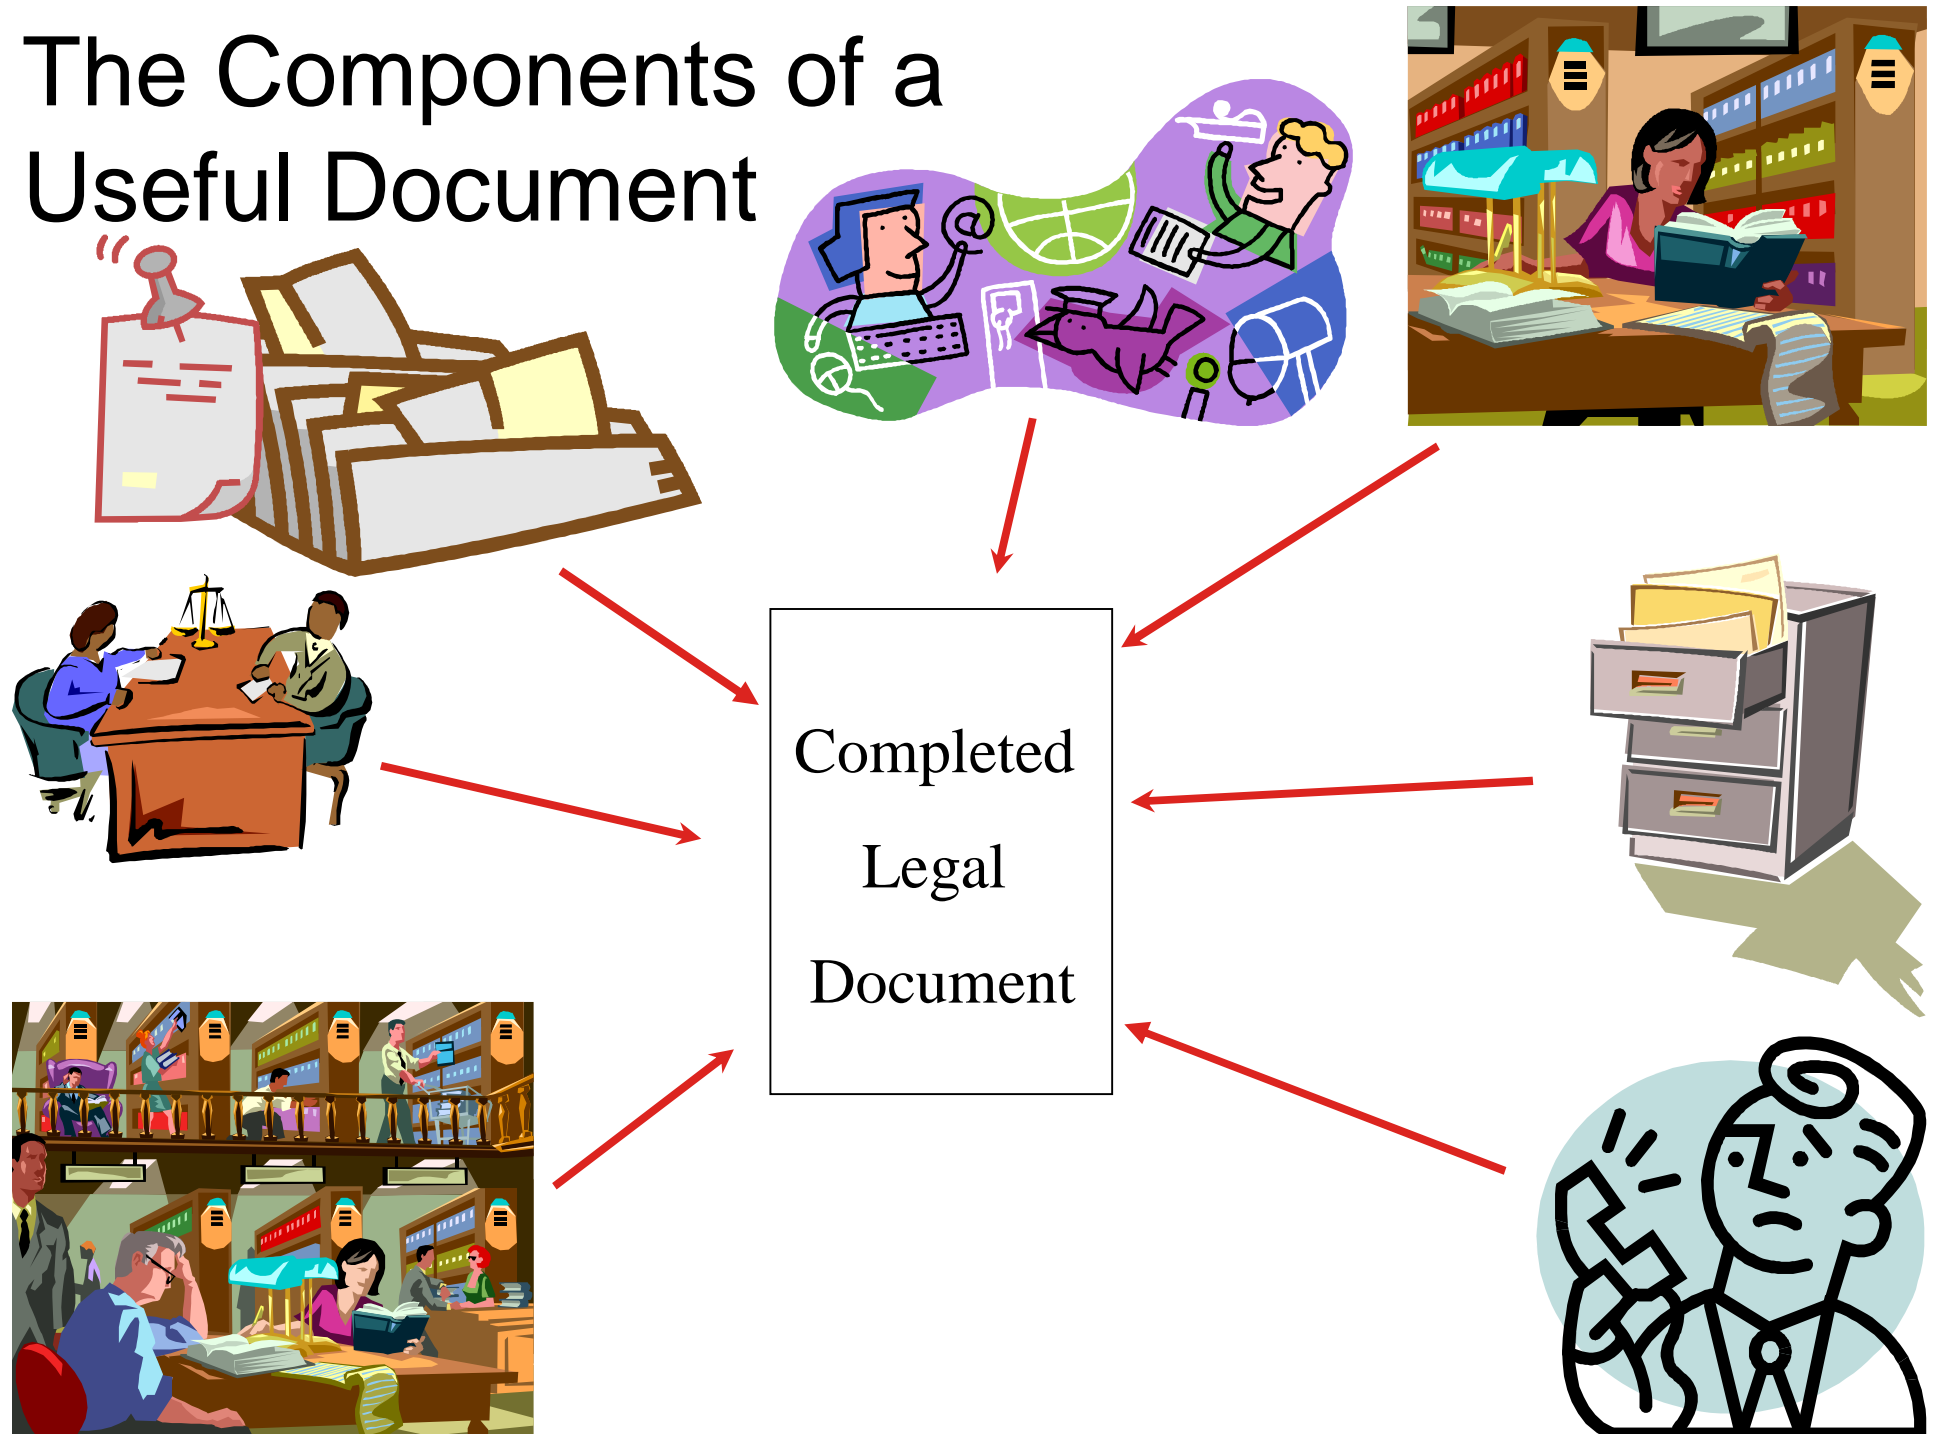 The Components of a
Useful Document
Completed
Legal
Document